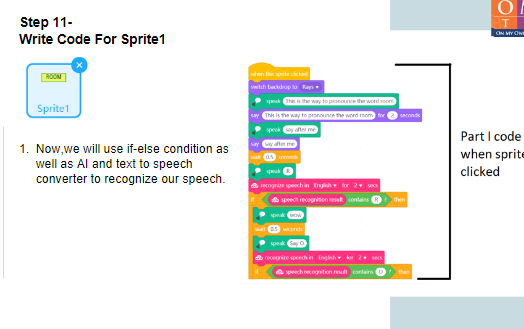 Step 11-
Write Code For Sprite1
O
T
ON MY OW
ROOM
Sprite1
1. Now,we will use if-else condition as
well as AI and text to speech
converter to recognize our speech.
when this sprite clicked
switch backdrop to Rays
speak This is the way to pronounce the word room
say This is the way to pronounce the word room for 2 seconds
speak say after me
say say after me
wait 0.5 seconds
speak R
recognize speech in English for 2 secs
if speech recognition result contains R ? then
speak wow
wait 0.5 seconds
speak Say O
recognize speech in English for 2 secs
if speech recognition result contains O ? then
Part I code
when sprite
clicked